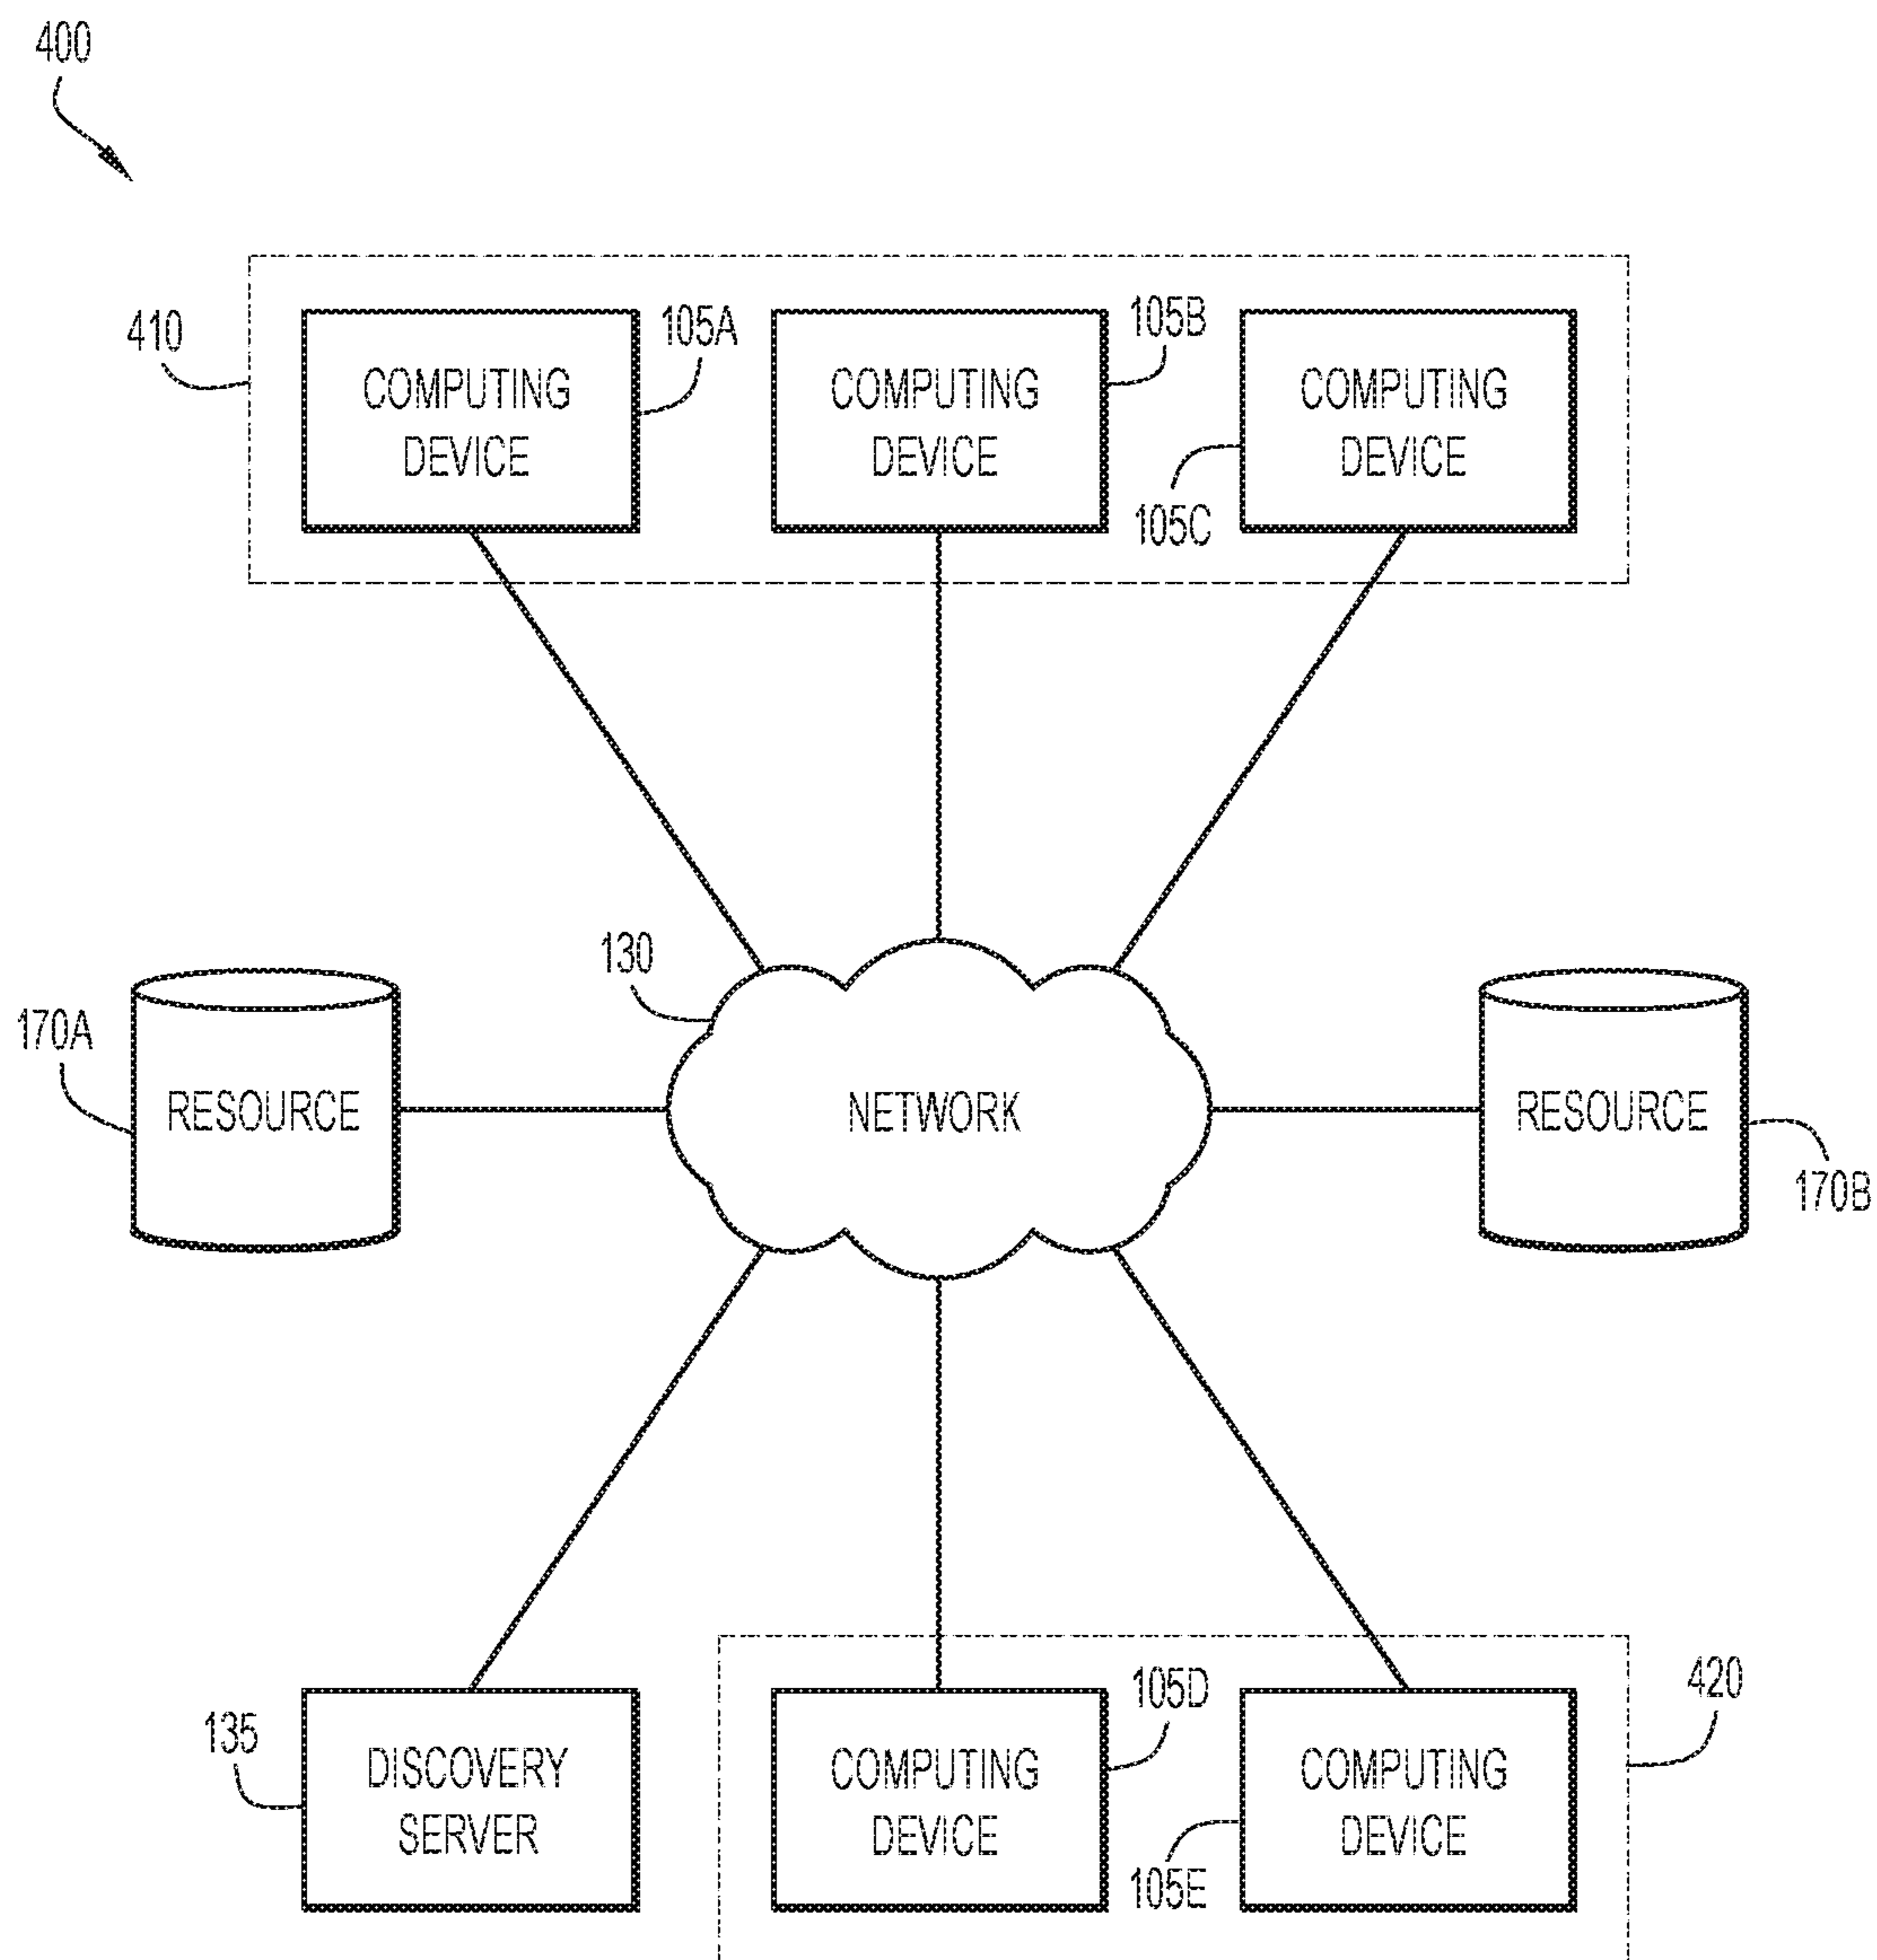 400
410
COMPUTING
DEVICE
105A
COMPUTING
DEVICE
105B
COMPUTING
DEVICE
105C
130
170A
RESOURCE
NETWORK
RESOURCE
170B
135
DISCOVERY
SERVER
COMPUTING
DEVICE
105D
COMPUTING
DEVICE
105E
420